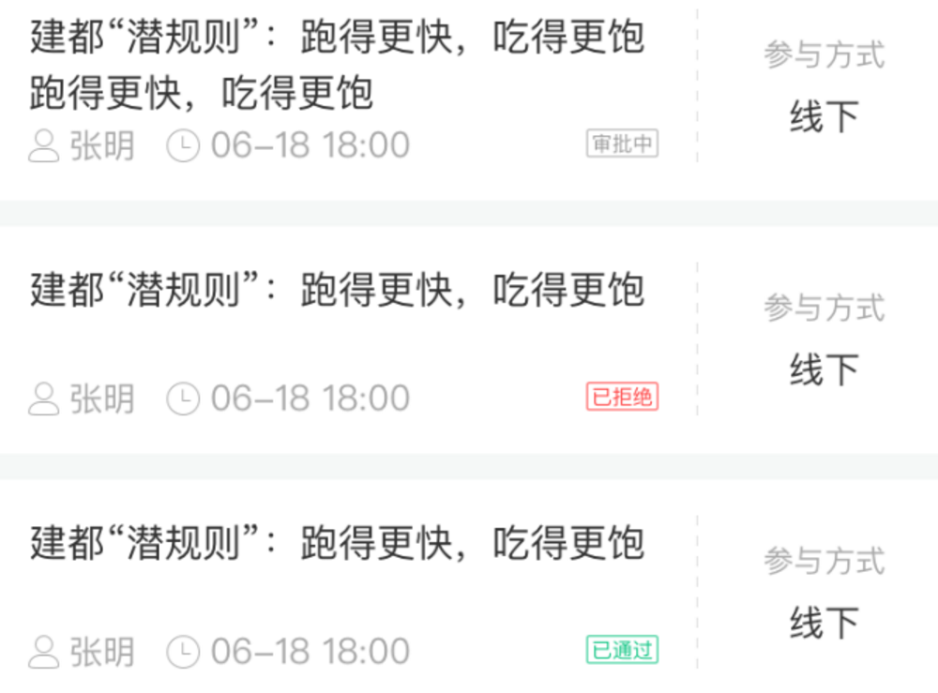 建都“潜规则”：跑得更快，吃得更饱
跑得更快，吃得更饱
张明 06-18 18:00 审批中
参与方式
线下
建都“潜规则”：跑得更快，吃得更饱
张明 06-18 18:00 已拒绝
参与方式
线下
建都“潜规则”：跑得更快，吃得更饱
张明 06-18 18:00 已通过
参与方式
线下